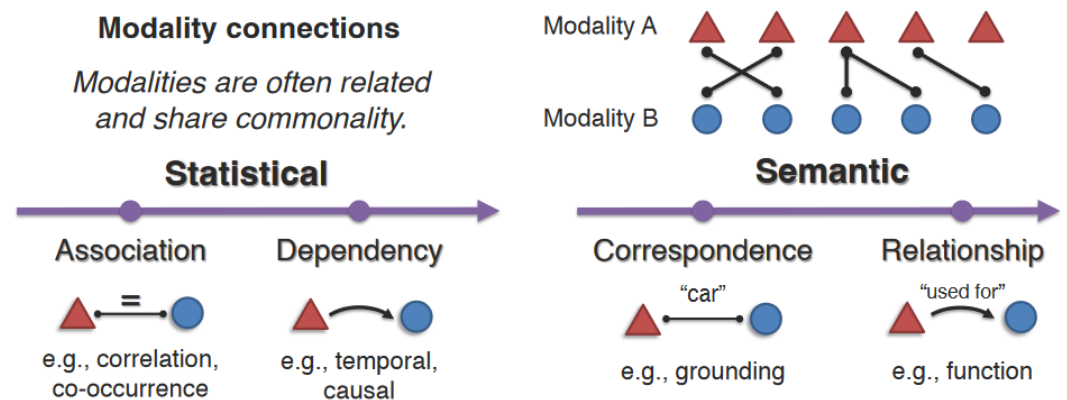 Modality connections
Modalities are often related
and share commonality.
Modality A
Modality B
Statistical
Association
Dependency
=
e.g., correlation,
co-occurrence
e.g., temporal,
causal
Semantic
Correspondence
Relationship
“car”
“used for”
e.g., grounding
e.g., function